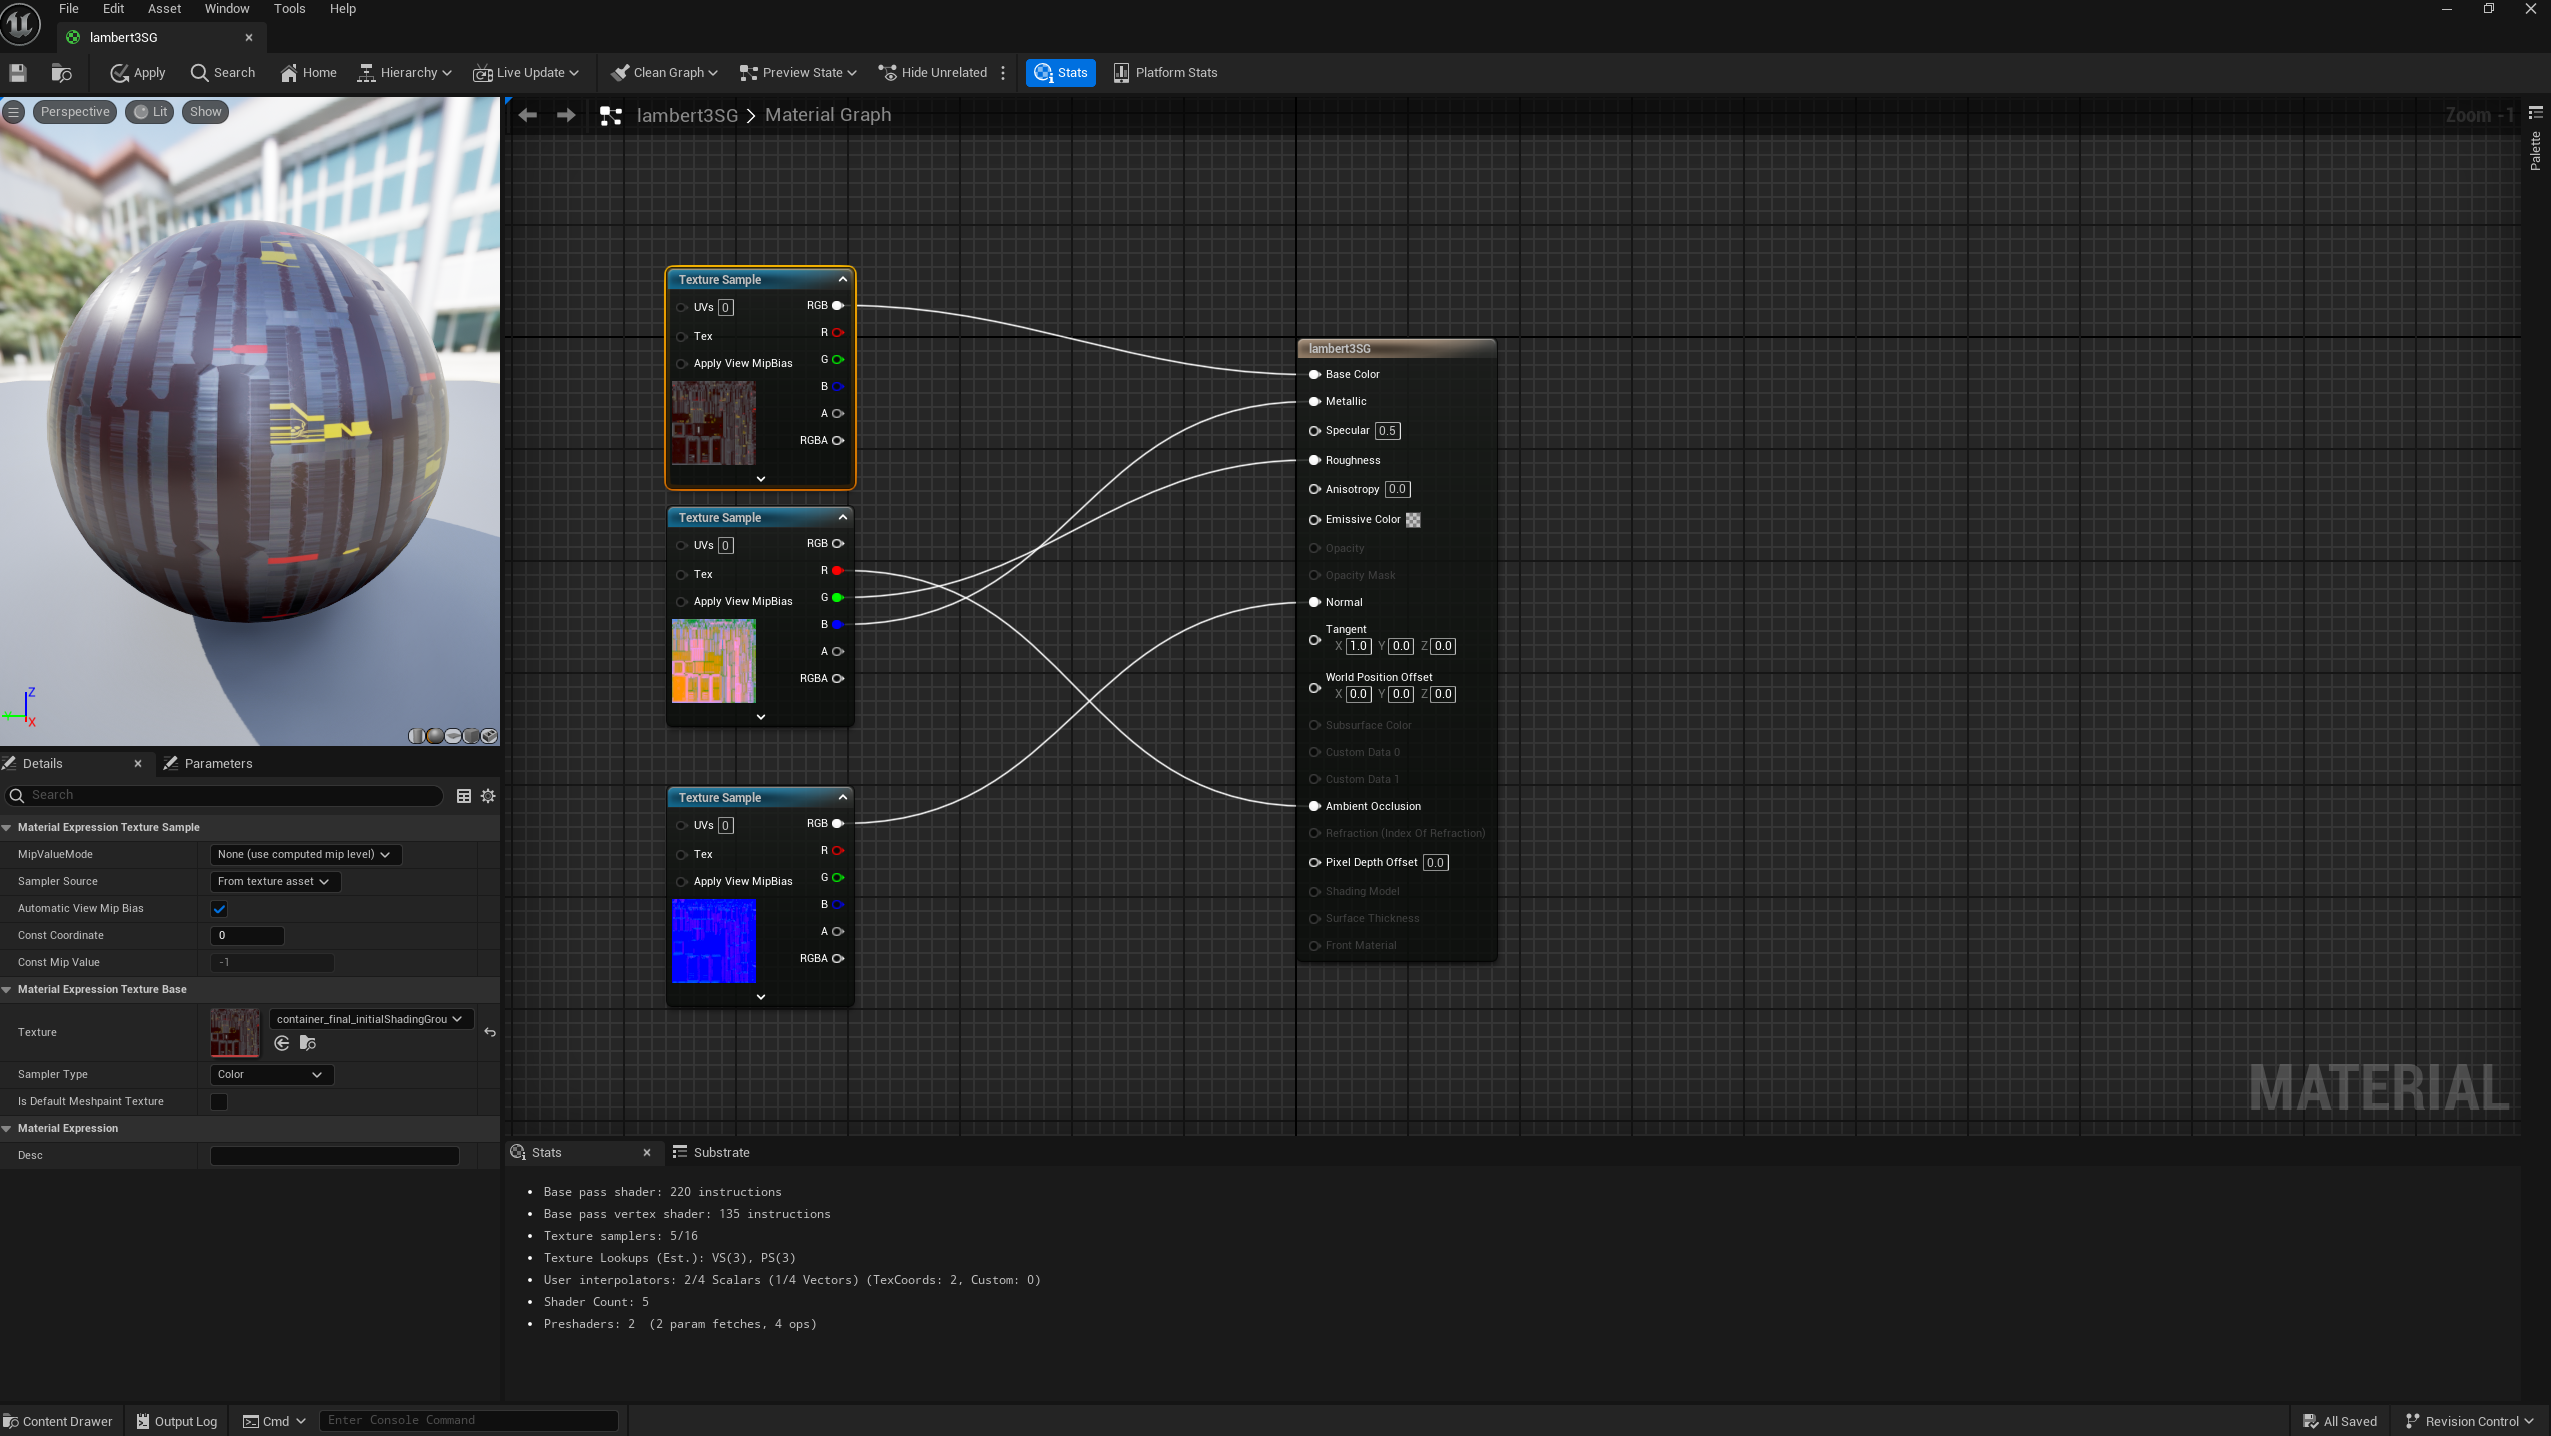 File Edit Asset Window Tools Help
lambert3SG
Apply Search Home Hierarchy Live Update Clean Graph Preview State Hide Unrelated Stats Platform Stats
Perspective Lit Show
lambert3SG > Material Graph
Zoom -1
Palette
Texture Sample
UVs 0 RGB
R
Tex
G
Apply View MipBias
B
A
RGBA
Texture Sample
UVs 0 RGB
R
Tex
G
Apply View MipBias
B
A
RGBA
Texture Sample
UVs 0 RGB
R
Tex
G
Apply View MipBias
B
A
RGBA
lambert3SG
Base Color
Metallic
Specular 0.5
Roughness
Anisotropy 0.0
Emissive Color
Opacity
Opacity Mask
Normal
Tangent
X 1.0 Y 0.0 Z 0.0
World Position Offset
X 0.0 Y 0.0 Z 0.0
Subsurface Color
Custom Data 0
Custom Data 1
Ambient Occlusion
Refraction (Index Of Refraction)
Pixel Depth Offset 0.0
Shading Model
Surface Thickness
Front Material
MATERIAL
Z
Y
X
Details Parameters
Search
Material Expression Texture Sample
MipValueMode None (use computed mip level)
Sampler Source From texture asset
Automatic View Mip Bias
Const Coordinate 0
Const Mip Value -1
Material Expression Texture Base
Texture container_final_initialShadingGrou
Sampler Type Color
Is Default Meshpaint Texture
Material Expression
Desc
Stats Substrate
Base pass shader: 220 instructions
Base pass vertex shader: 135 instructions
Texture samplers: 5/16
Texture Lookups (Est.): VS(3), PS(3)
User interpolators: 2/4 Scalars (1/4 Vectors) (TexCoords: 2, Custom: 0)
Shader Count: 5
Preshaders: 2 (2 param fetches, 4 ops)
Content Drawer Output Log Cmd Enter Console Command All Saved Revision Control